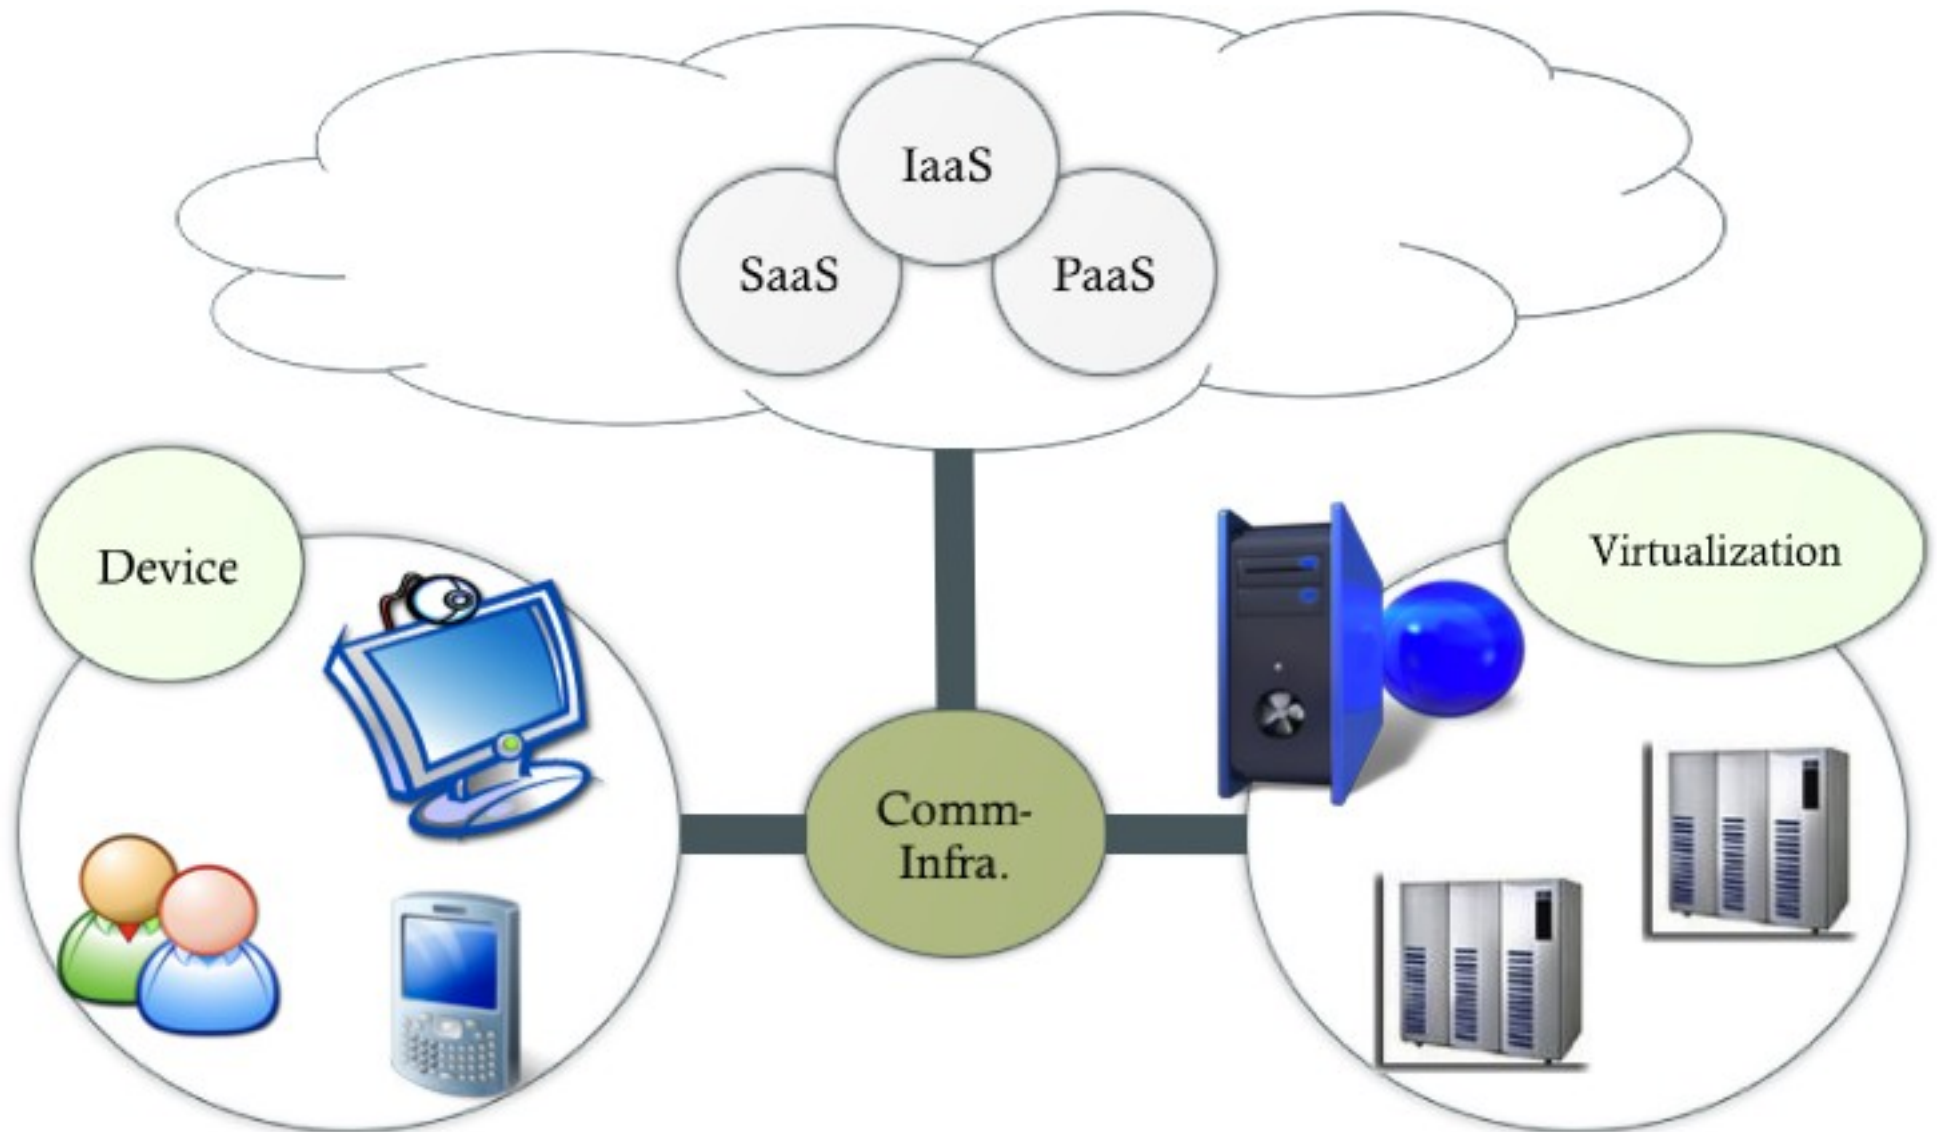 IaaS
SaaS
PaaS
Device
Virtualization
Comm-
Infra.